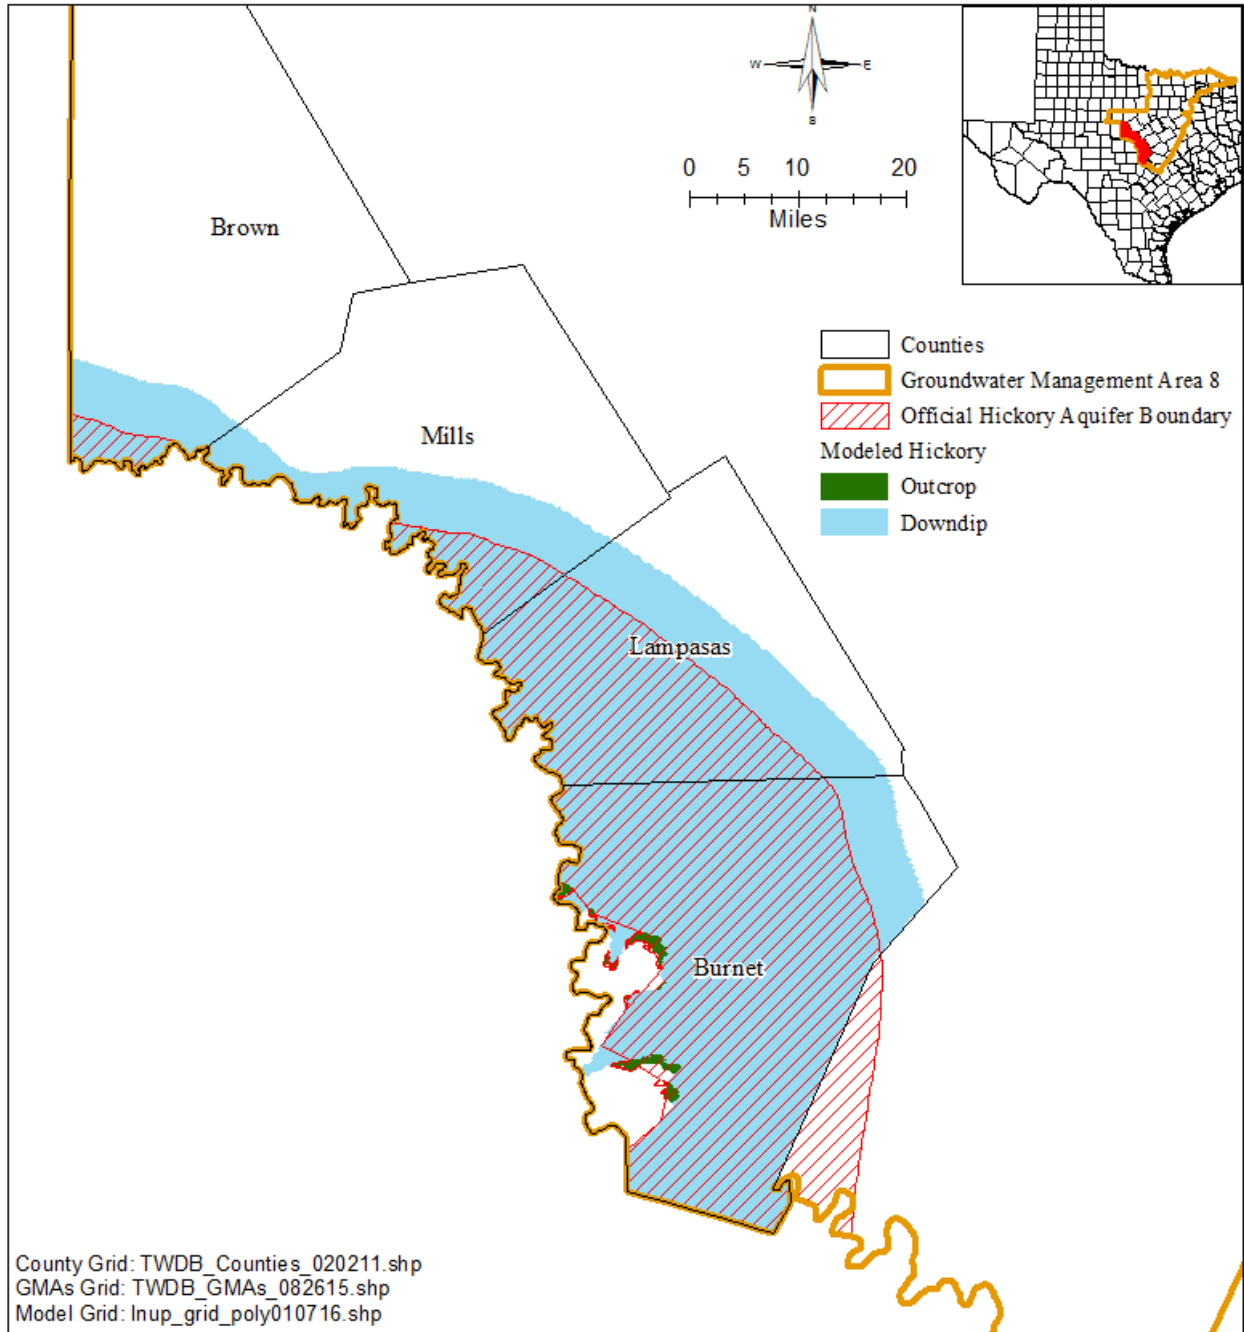 N
W E
S
0 5 10 20
Miles
Brown
Counties
Groundwater Management Area 8
Official Hickory Aquifer Boundary
Modeled Hickory
Outcrop
Downdip
Mills
Lampasas
Burnet
County Grid: TWDB_Counties_020211.shp
GMAs Grid: TWDB_GMAs_082615.shp
Model Grid: lnup_grid_poly010716.shp